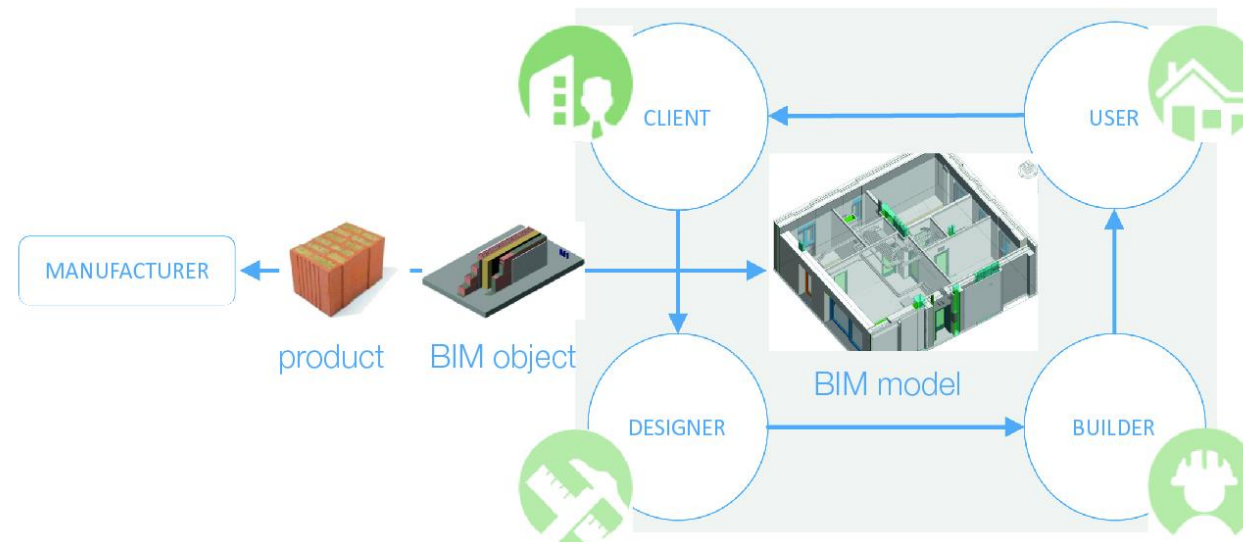 CLIENT
USER
MANUFACTURER
product
BIM object
BIM model
DESIGNER
BUILDER